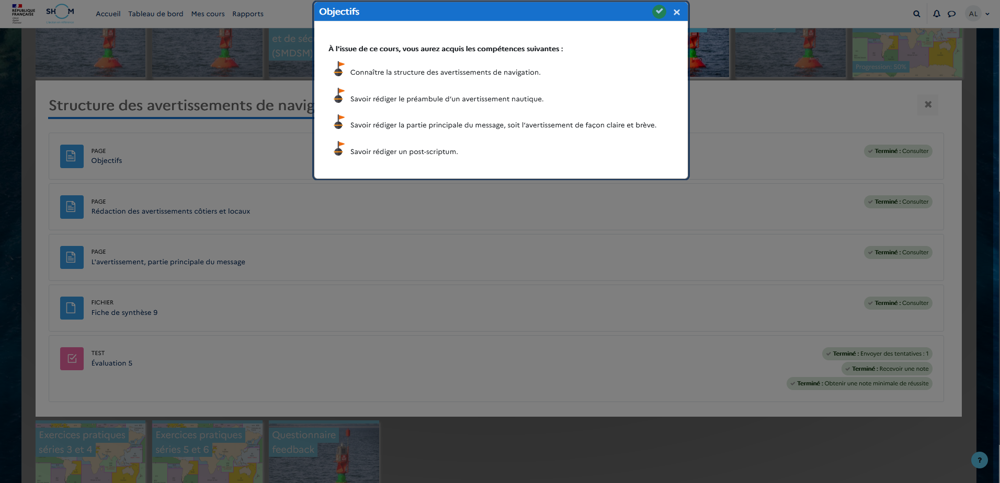 RÉPUBLIQUE
FRANÇAISE
Liberté
Égalité
Fraternité
SHOM
L'océan en référence
Accueil
Tableau de bord
Mes cours
Rapports
AL
Objectifs
et de séc
(SMDSM)
Progression: 50%
À l'issue de ce cours, vous aurez acquis les compétences suivantes :
Connaître la structure des avertissements de navigation.
Savoir rédiger le préambule d’un avertissement nautique.
Savoir rédiger la partie principale du message, soit l’avertissement de façon claire et brève.
Savoir rédiger un post-scriptum.
Structure des avertissements de navig
PAGE
Objectifs
Terminé : Consulter
PAGE
Rédaction des avertissements côtiers et locaux
Terminé : Consulter
PAGE
L'avertissement, partie principale du message
Terminé : Consulter
FICHIER
Fiche de synthèse 9
Terminé : Consulter
TEST
Évaluation 5
Terminé : Envoyer des tentatives : 1
Terminé : Recevoir une note
Terminé : Obtenir une note minimale de réussite
Exercices pratiques
séries 3 et 4
Exercices pratiques
séries 5 et 6
Questionnaire
feedback
?